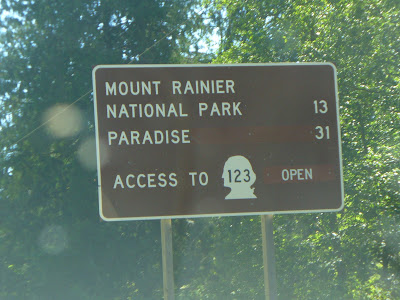 MOUNT RAINIER
NATIONAL PARK 13
PARADISE 31
ACCESS TO 123 OPEN